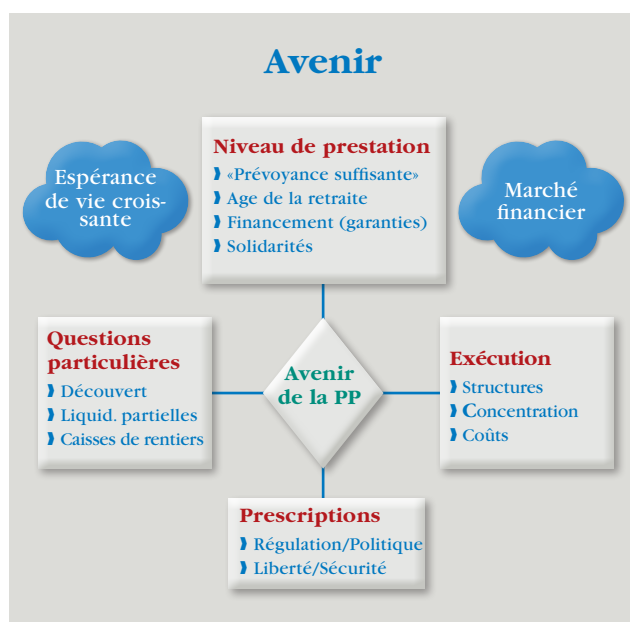 Avenir
Espérance
de vie crois-
sante
Niveau de prestation
❱ «Prévoyance suffisante»
❱ Age de la retraite
❱ Financement (garanties)
❱ Solidarités
Marché
financier
Questions
particulières
❱ Découvert
❱ Liquid. partielles
❱ Caisses de rentiers
Avenir
de la PP
Exécution
❱ Structures
❱ Concentration
❱ Coûts
Prescriptions
❱ Régulation/Politique
❱ Liberté/Sécurité